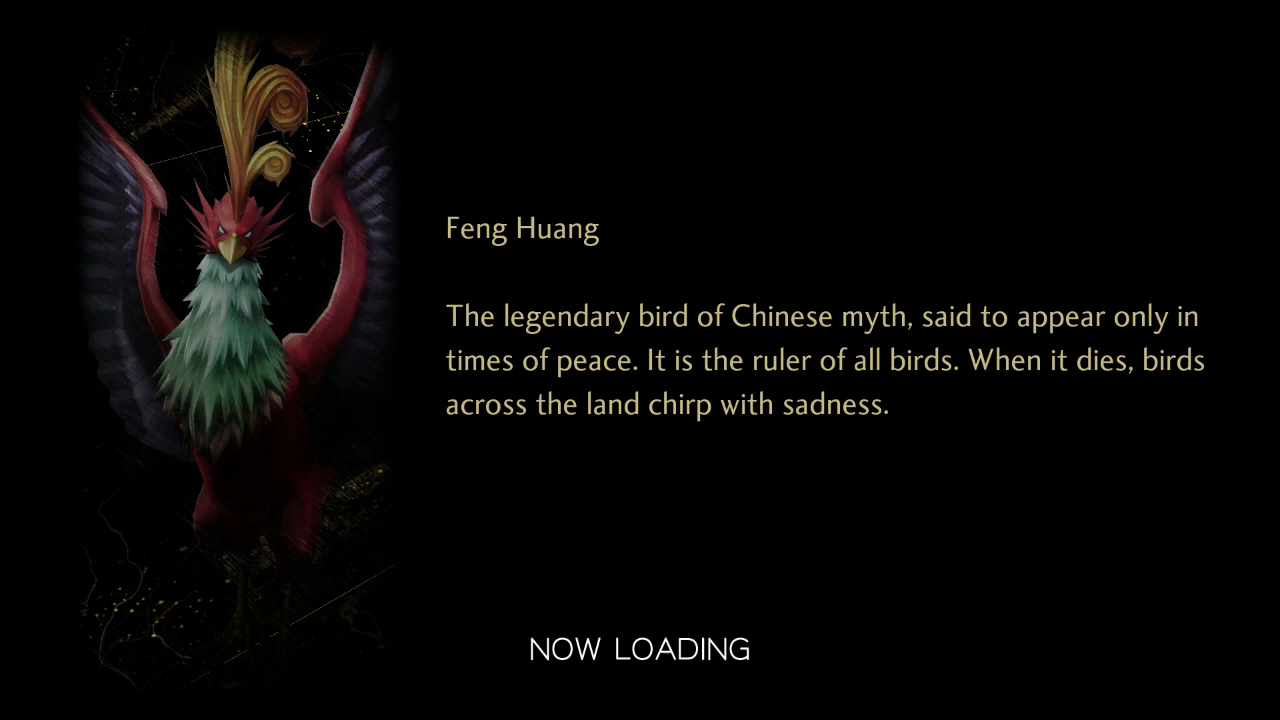 Feng Huang
The legendary bird of Chinese myth, said to appear only in
times of peace. It is the ruler of all birds. When it dies, birds
across the land chirp with sadness.
NOW LOADING